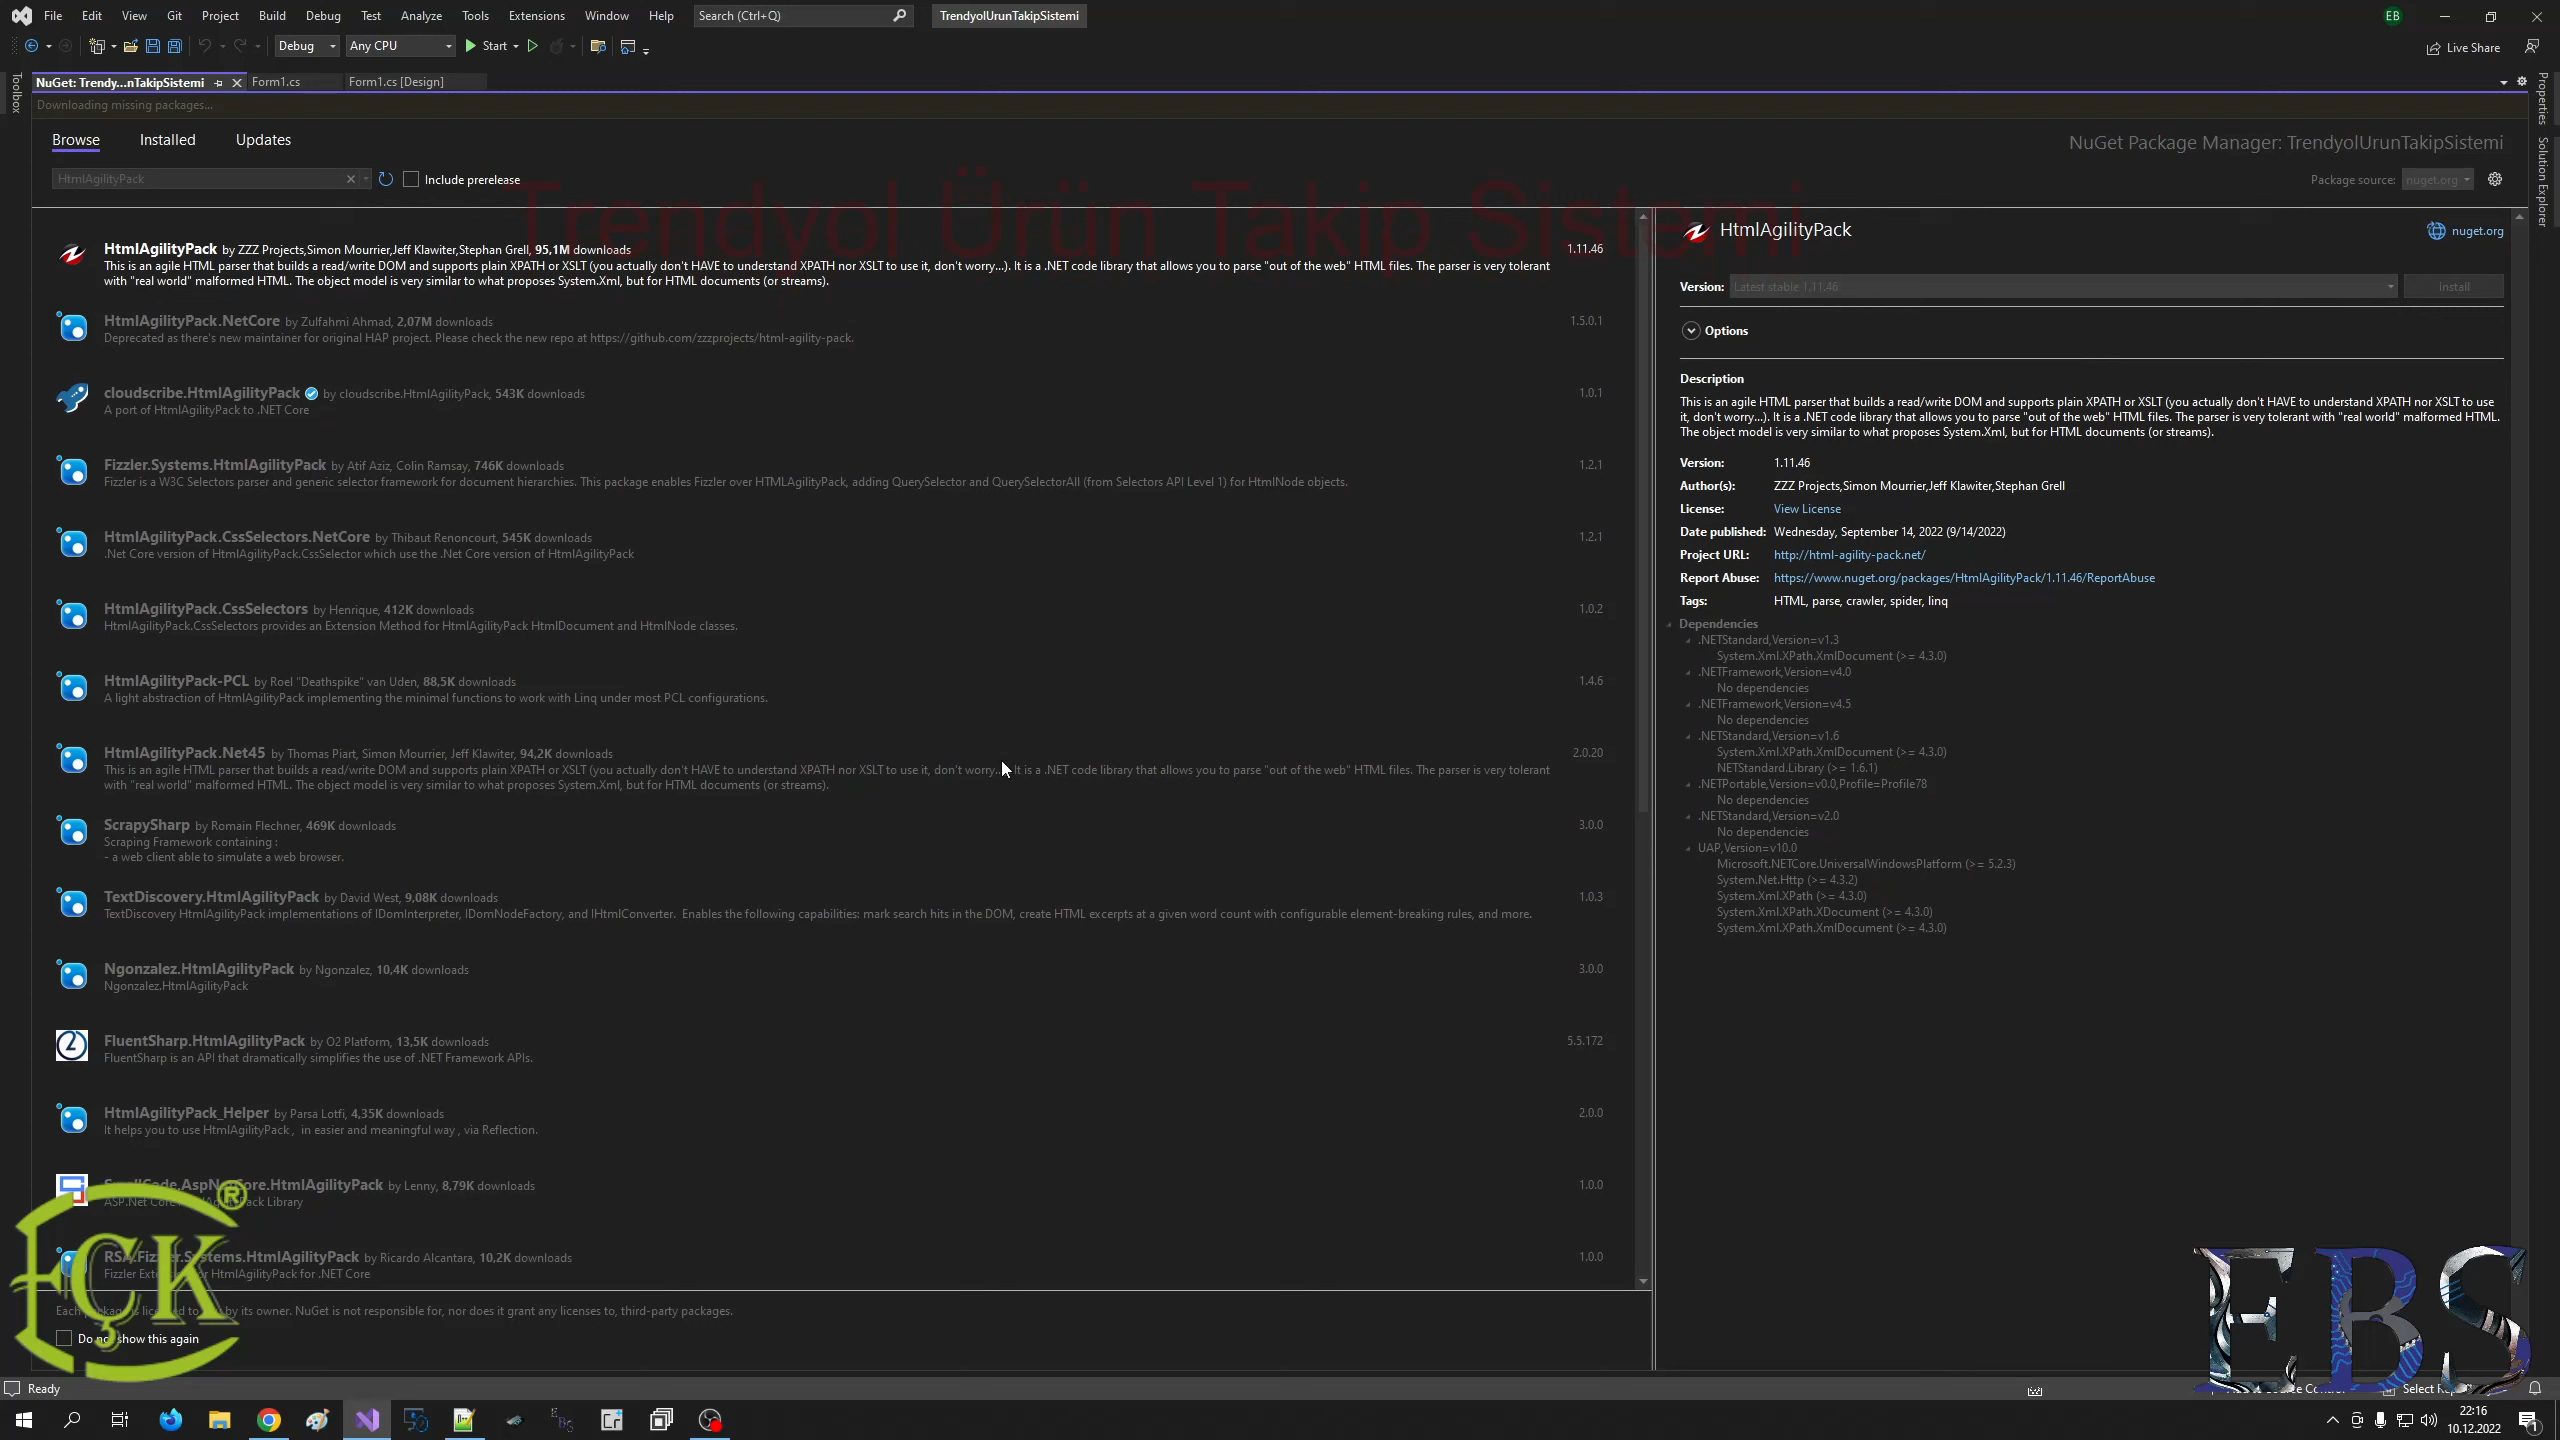 File Edit View Git Project Build Debug Test Analyze Tools Extensions Window Help Search (Ctrl+Q) TrendyolUrunTakipSistemi EB
Debug Any CPU Start Live Share
NuGet: Trendy...nTakipSistemi Form1.cs Form1.cs [Design]
Toolbox
Properties
Solution Explorer
Downloading missing packages...
Browse Installed Updates
NuGet Package Manager: TrendyolUrunTakipSistemi
HtmlAgilityPack Include prerelease
Package source: nuget.org
Trendyol Ürün Takip Sistemi
HtmlAgilityPack by ZZZ Projects,Simon Mourrier,Jeff Klawiter,Stephan Grell, 95,1M downloads 1.11.46
This is an agile HTML parser that builds a read/write DOM and supports plain XPATH or XSLT (you actually don't HAVE to understand XPATH nor XSLT to use it, don't worry...). It is a .NET code library that allows you to parse "out of the web" HTML files. The parser is very tolerant
with "real world" malformed HTML. The object model is very similar to what proposes System.Xml, but for HTML documents (or streams).
HtmlAgilityPack.NetCore by Zulfahmi Ahmad, 2,07M downloads 1.5.0.1
Deprecated as there's new maintainer for original HAP project. Please check the new repo at https://github.com/zzzprojects/html-agility-pack.
cloudscribe.HtmlAgilityPack by cloudscribe.HtmlAgilityPack, 543K downloads 1.0.1
A port of HtmlAgilityPack to .NET Core
Fizzler.Systems.HtmlAgilityPack by Atif Aziz, Colin Ramsay, 746K downloads 1.2.1
Fizzler is a W3C Selectors parser and generic selector framework for document hierarchies. This package enables Fizzler over HTMLAgilityPack, adding QuerySelector and QuerySelectorAll (from Selectors API Level 1) for HtmlNode objects.
HtmlAgilityPack.CssSelectors.NetCore by Thibaut Renoncourt, 545K downloads 1.2.1
.Net Core version of HtmlAgilityPack.CssSelector which use the .Net Core version of HtmlAgilityPack
HtmlAgilityPack.CssSelectors by Henrique, 412K downloads 1.0.2
HtmlAgilityPack.CssSelectors provides an Extension Method for HtmlAgilityPack HtmlDocument and HtmlNode classes.
HtmlAgilityPack-PCL by Roel "Deathspike" van Uden, 88,5K downloads 1.4.6
A light abstraction of HtmlAgilityPack implementing the minimal functions to work with Linq under most PCL configurations.
HtmlAgilityPack.Net45 by Thomas Piart, Simon Mourrier, Jeff Klawiter, 94,2K downloads 2.0.20
This is an agile HTML parser that builds a read/write DOM and supports plain XPATH or XSLT (you actually don't HAVE to understand XPATH nor XSLT to use it, don't worry... It is a .NET code library that allows you to parse "out of the web" HTML files. The parser is very tolerant
with "real world" malformed HTML. The object model is very similar to what proposes System.Xml, but for HTML documents (or streams).
ScrapySharp by Romain Flechner, 469K downloads 3.0.0
Scraping Framework containing :
- a web client able to simulate a web browser.
TextDiscovery.HtmlAgilityPack by David West, 9,08K downloads 1.0.3
TextDiscovery HtmlAgilityPack implementations of IDomInterpreter, IDomNodeFactory, and IHtmlConverter. Enables the following capabilities: mark search hits in the DOM, create HTML excerpts at a given word count with configurable element-breaking rules, and more.
Ngonzalez.HtmlAgilityPack by Ngonzalez, 10,4K downloads 3.0.0
Ngonzalez.HtmlAgilityPack
FluentSharp.HtmlAgilityPack by O2 Platform, 13,5K downloads 5.5.172
FluentSharp is an API that dramatically simplifies the use of .NET Framework APIs.
HtmlAgilityPack_Helper by Parsa Lotfi, 4,35K downloads 2.0.0
It helps you to use HtmlAgilityPack , in easier and meaningful way , via Reflection.
HtmlAgilityPack by Lenny, 8,79K downloads 1.0.0
ASP.Net Core Library
HtmlAgilityPack by Ricardo Alcantara, 10,2K downloads 1.0.0
Fizzler HtmlAgilityPack for .NET Core
Each by its owner. NuGet is not responsible for, nor does it grant any licenses to, third-party packages.
Do not show this again
HtmlAgilityPack nuget.org
Version: Latest stable 1.11.46 Install
Options
Description
This is an agile HTML parser that builds a read/write DOM and supports plain XPATH or XSLT (you actually don't HAVE to understand XPATH nor XSLT to use
it, don't worry...). It is a .NET code library that allows you to parse "out of the web" HTML files. The parser is very tolerant with "real world" malformed HTML.
The object model is very similar to what proposes System.Xml, but for HTML documents (or streams).
Version: 1.11.46
Author(s): ZZZ Projects,Simon Mourrier,Jeff Klawiter,Stephan Grell
License: View License
Date published: Wednesday, September 14, 2022 (9/14/2022)
Project URL: http://html-agility-pack.net/
Report Abuse: https://www.nuget.org/packages/HtmlAgilityPack/1.11.46/ReportAbuse
Tags: HTML, parse, crawler, spider, linq
Dependencies
.NETStandard,Version=v1.3
System.Xml.XPath.XmlDocument (>= 4.3.0)
.NETFramework,Version=v4.0
No dependencies
.NETFramework,Version=v4.5
No dependencies
.NETStandard,Version=v1.6
System.Xml.XPath.XmlDocument (>= 4.3.0)
NETStandard.Library (>= 1.6.1)
.NETPortable,Version=v0.0,Profile=Profile78
No dependencies
.NETStandard,Version=v2.0
No dependencies
UAP,Version=v10.0
Microsoft.NETCore.UniversalWindowsPlatform (>= 5.2.3)
System.Net.Http (>= 4.3.2)
System.Xml.XPath (>= 4.3.0)
System.Xml.XPath.XDocument (>= 4.3.0)
System.Xml.XPath.XmlDocument (>= 4.3.0)
EÇK ®
EBS
Ready
22:16
10.12.2022